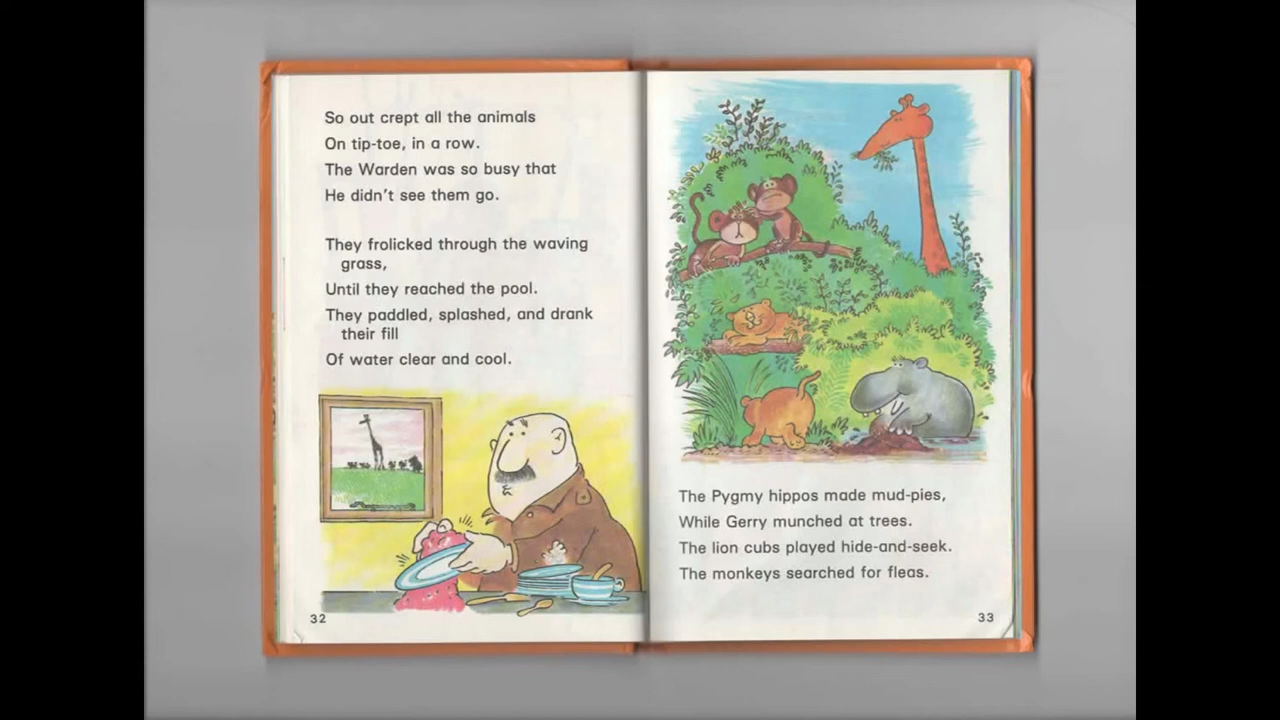 So out crept all the animals
On tip-toe, in a row.
The Warden was so busy that
He didn't see them go.
They frolicked through the waving
grass,
Until they reached the pool.
They paddled, splashed, and drank
their fill
Of water clear and cool.
32
The Pygmy hippos made mud-pies,
While Gerry munched at trees.
The lion cubs played hide-and-seek.
The monkeys searched for fleas.
33